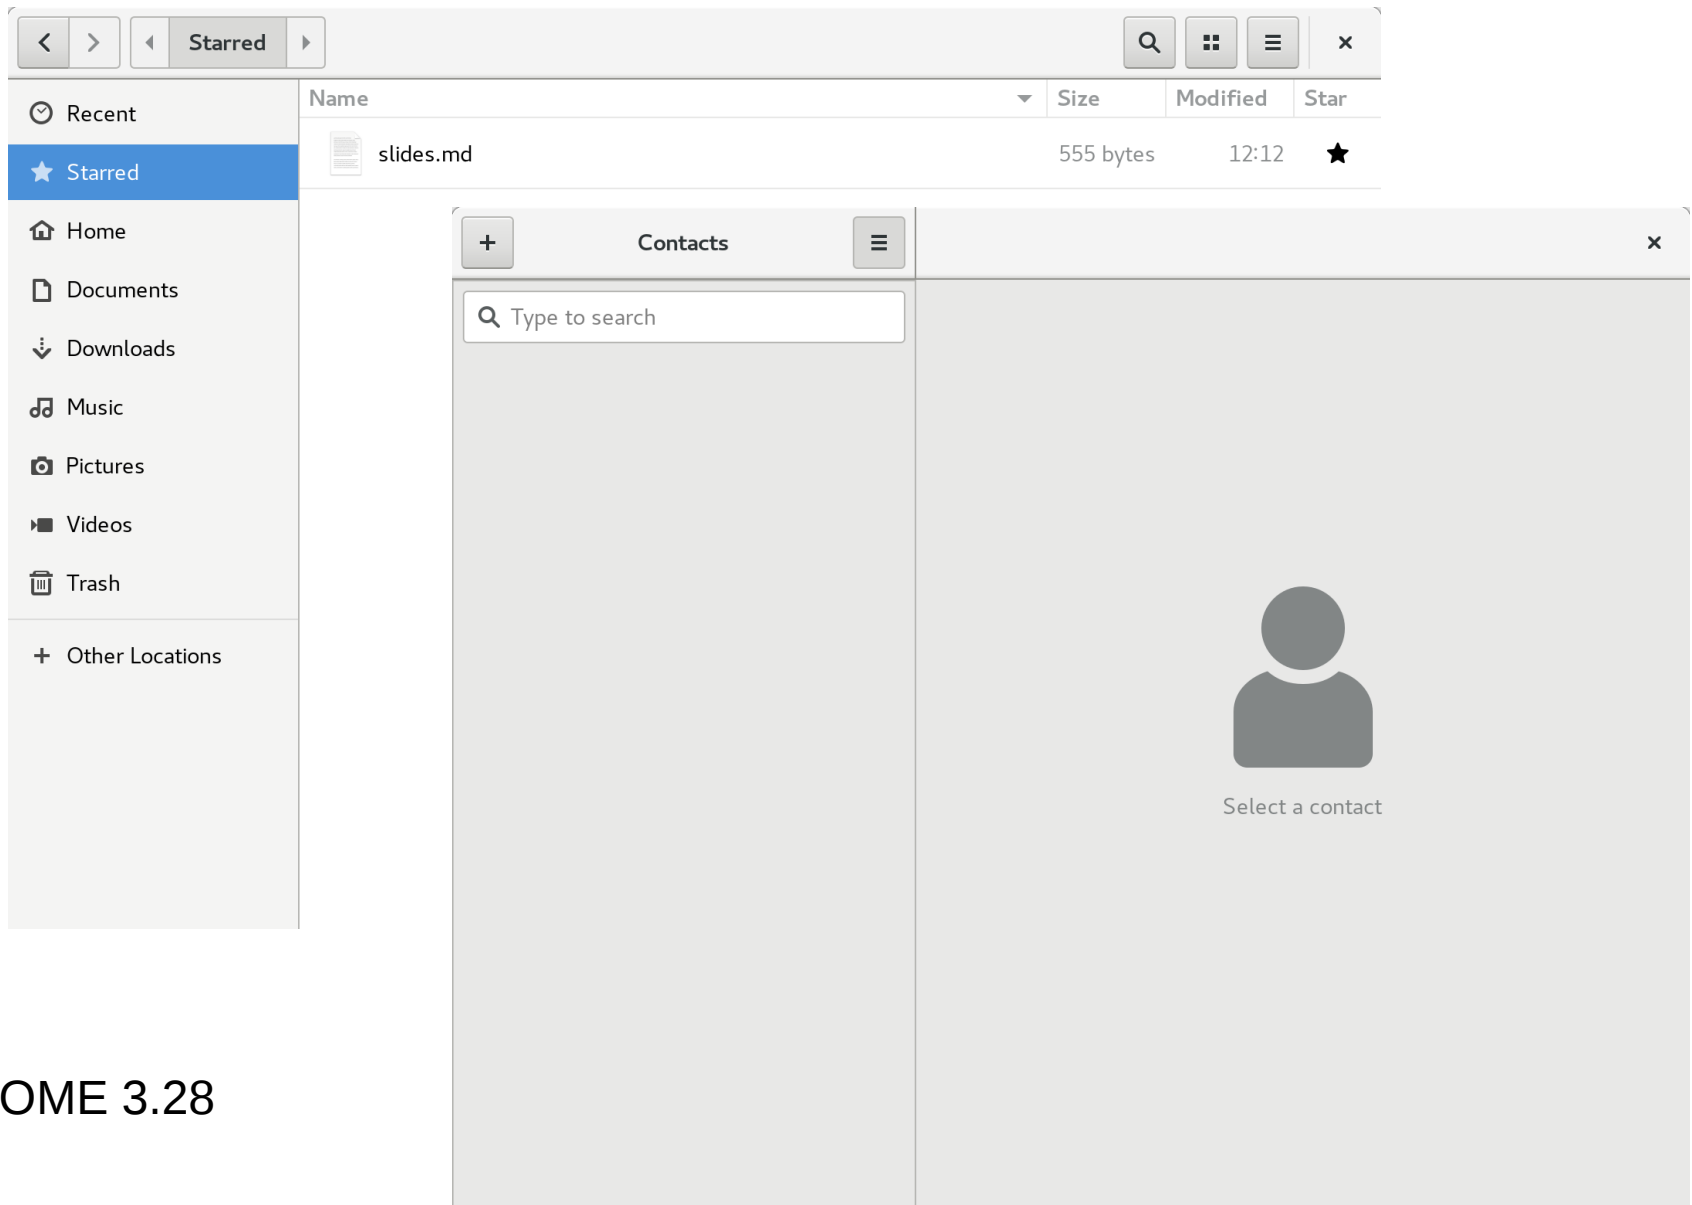 Starred
Recent
Starred
Home
Documents
Downloads
Music
Pictures
Videos
Trash
Other Locations
Name Size Modified Star
slides.md 555 bytes 12:12
Contacts
Type to search
Select a contact
OME 3.28